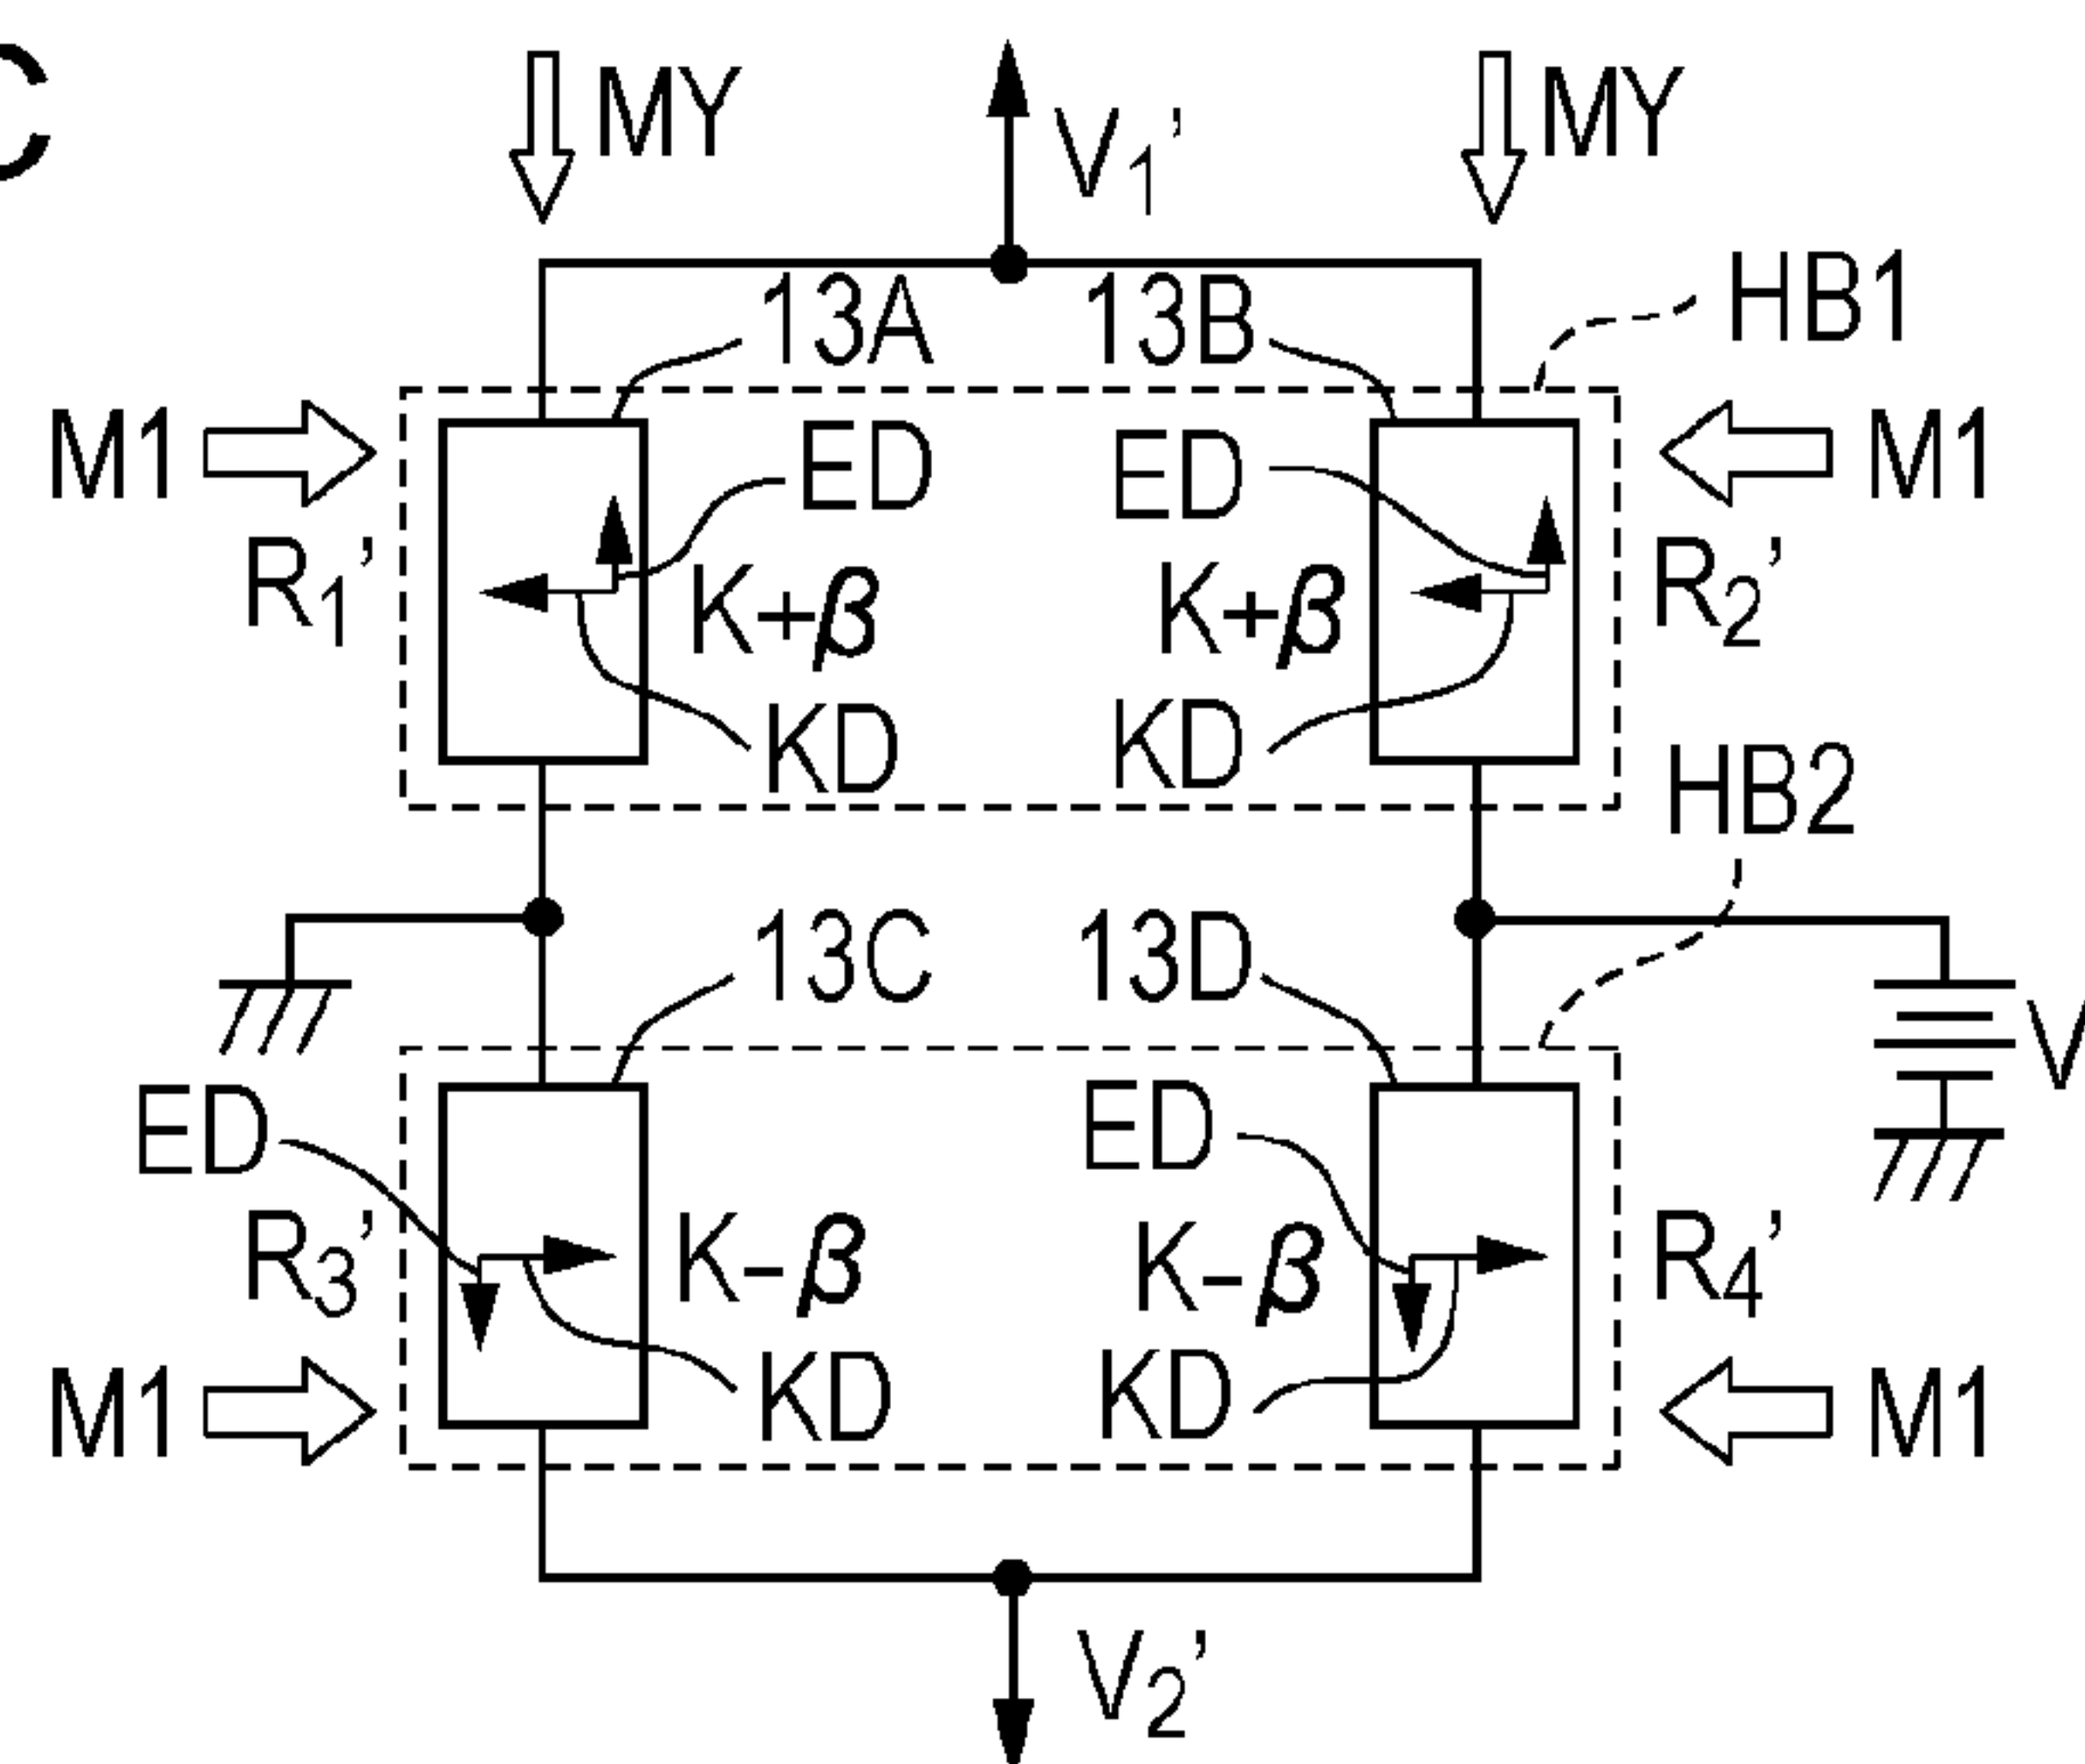 C
MY V₁' MY
13A 13B HB1
M1 ED ED M1
R₁' K+β K+β R₂'
KD KD HB2
13C 13D
ED ED V
R₃' K-β K-β R₄'
M1 KD KD M1
V₂'